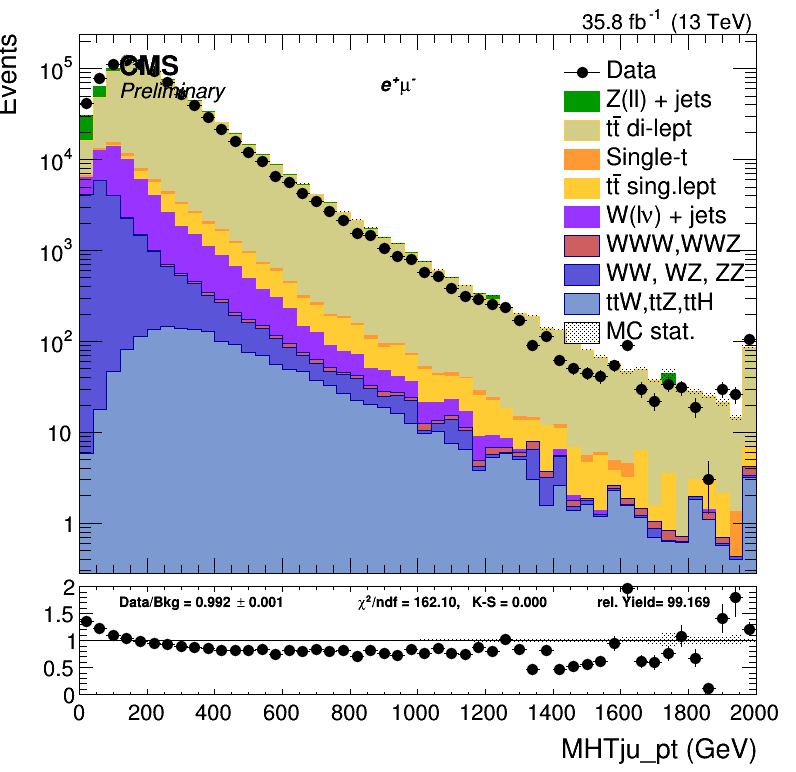 35.8 fb⁻¹ (13 TeV)
Events
CMS
Preliminary
e⁺μ⁻
Data
Z(ll) + jets
tt̄ di-lept
Single-t
tt̄ sing.lept
W(lν) + jets
WWW,WWZ
WW, WZ, ZZ
ttW,ttZ,ttH
MC stat.
10⁵
10⁴
10³
10²
10
1
Data/Bkg = 0.992 ± 0.001
χ²/ndf = 162.10, K-S = 0.000
rel. Yield= 99.169
2
1.5
1
0.5
0
0 200 400 600 800 1000 1200 1400 1600 1800 2000
MHTju_pt (GeV)